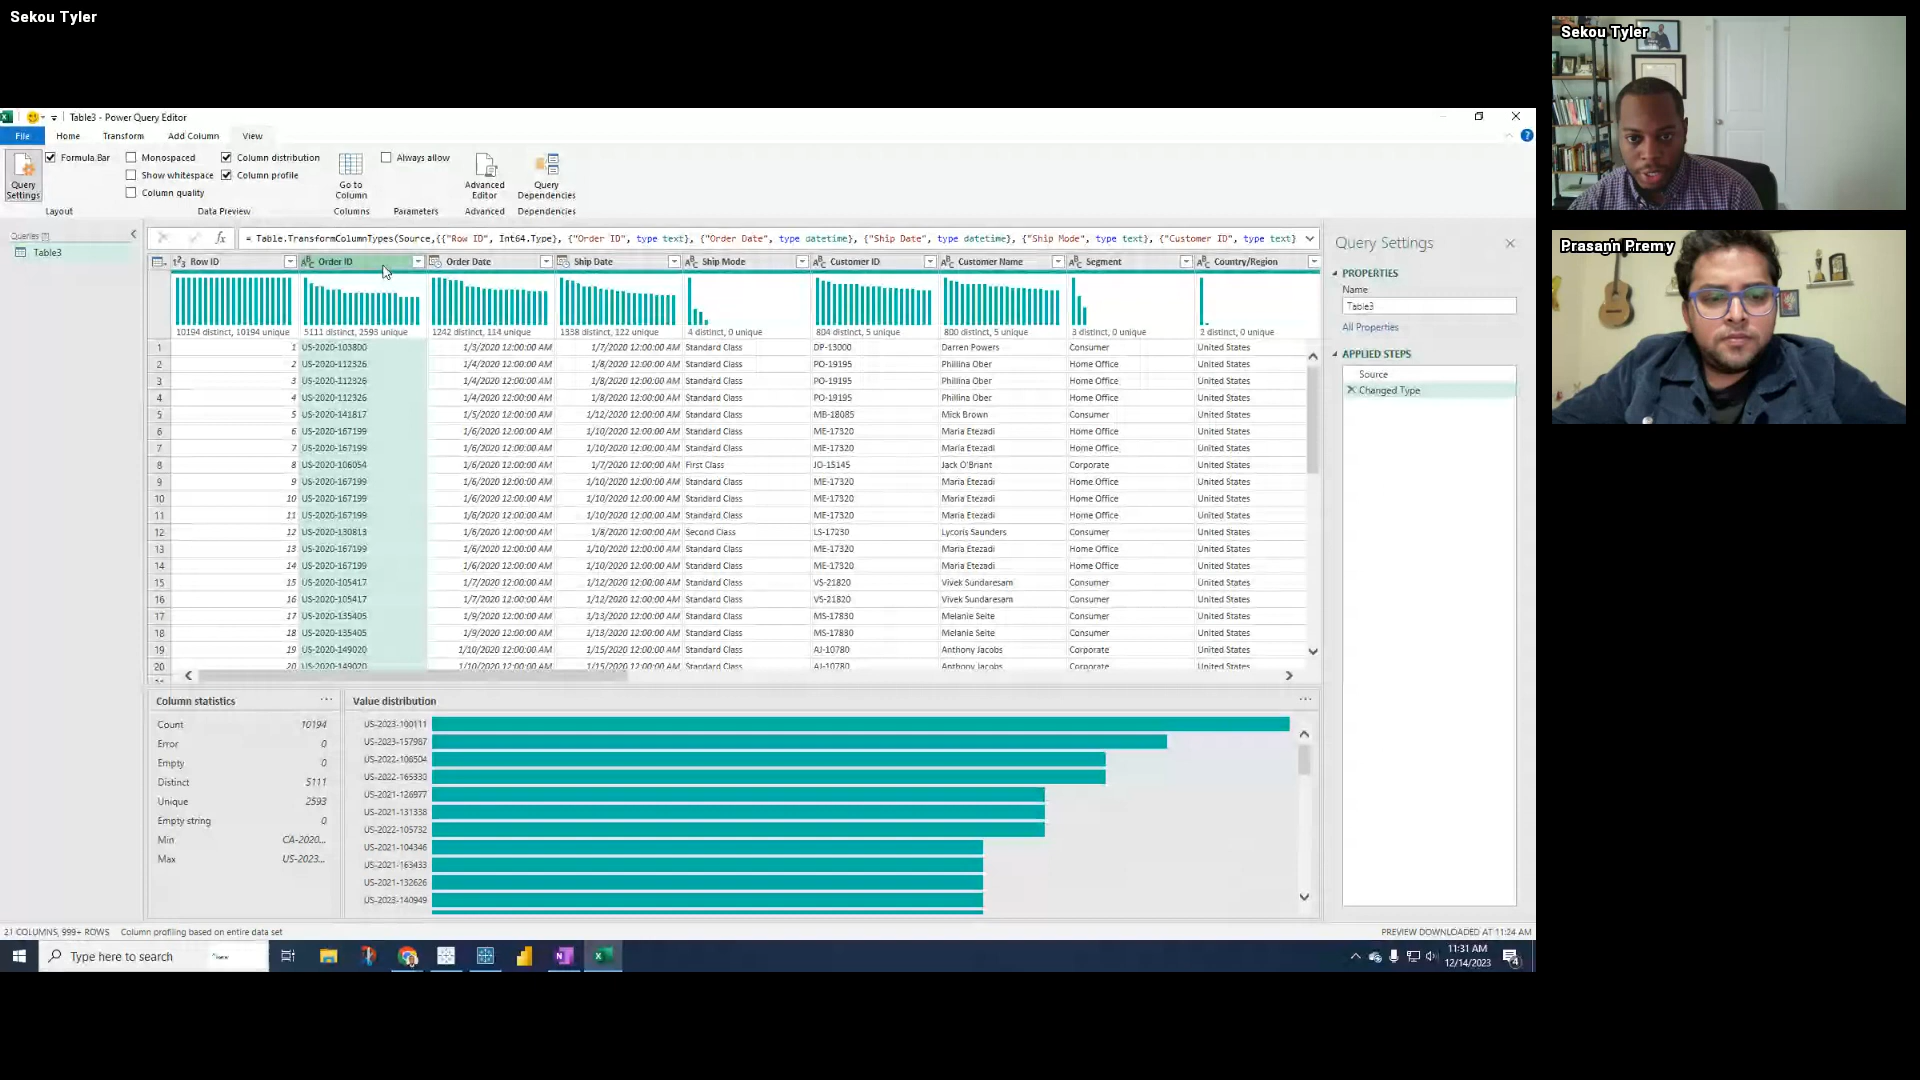 Sekou Tyler
Sekou Tyler
Prasann Premy
Table3 - Power Query Editor
File Home Transform Add Column View
Query Settings
Formula Bar
Monospaced
Show whitespace
Column quality
Column distribution
Column profile
Go to Column
Always allow
Advanced Editor
Query Dependencies
Layout Data Preview Columns Parameters Advanced Dependencies
Queries [1]
Table3
= Table.TransformColumnTypes(Source,{{"Row ID", Int64.Type}, {"Order ID", type text}, {"Order Date", type datetime}, {"Ship Date", type datetime}, {"Ship Mode", type text}, {"Customer ID", type text}
Row ID Order ID Order Date Ship Date Ship Mode Customer ID Customer Name Segment Country/Region
10194 distinct, 10194 unique 5111 distinct, 2593 unique 1242 distinct, 114 unique 1338 distinct, 122 unique 4 distinct, 0 unique 804 distinct, 5 unique 800 distinct, 5 unique 3 distinct, 0 unique 2 distinct, 0 unique
1 1 US-2020-103800 1/3/2020 12:00:00 AM 1/7/2020 12:00:00 AM Standard Class DP-13000 Darren Powers Consumer United States
2 2 US-2020-112326 1/4/2020 12:00:00 AM 1/8/2020 12:00:00 AM Standard Class PO-19195 Phillina Ober Home Office United States
3 3 US-2020-112326 1/4/2020 12:00:00 AM 1/8/2020 12:00:00 AM Standard Class PO-19195 Phillina Ober Home Office United States
4 4 US-2020-112326 1/4/2020 12:00:00 AM 1/8/2020 12:00:00 AM Standard Class PO-19195 Phillina Ober Home Office United States
5 5 US-2020-141817 1/5/2020 12:00:00 AM 1/12/2020 12:00:00 AM Standard Class MB-18085 Mick Brown Consumer United States
6 6 US-2020-167199 1/6/2020 12:00:00 AM 1/10/2020 12:00:00 AM Standard Class ME-17320 Maria Etezadi Home Office United States
7 7 US-2020-167199 1/6/2020 12:00:00 AM 1/10/2020 12:00:00 AM Standard Class ME-17320 Maria Etezadi Home Office United States
8 8 US-2020-106054 1/6/2020 12:00:00 AM 1/7/2020 12:00:00 AM First Class JO-15145 Jack O'Briant Corporate United States
9 9 US-2020-167199 1/6/2020 12:00:00 AM 1/10/2020 12:00:00 AM Standard Class ME-17320 Maria Etezadi Home Office United States
10 10 US-2020-167199 1/6/2020 12:00:00 AM 1/10/2020 12:00:00 AM Standard Class ME-17320 Maria Etezadi Home Office United States
11 11 US-2020-167199 1/6/2020 12:00:00 AM 1/10/2020 12:00:00 AM Standard Class ME-17320 Maria Etezadi Home Office United States
12 12 US-2020-130813 1/6/2020 12:00:00 AM 1/8/2020 12:00:00 AM Second Class LS-17230 Lycoris Saunders Consumer United States
13 13 US-2020-167199 1/6/2020 12:00:00 AM 1/10/2020 12:00:00 AM Standard Class ME-17320 Maria Etezadi Home Office United States
14 14 US-2020-167199 1/6/2020 12:00:00 AM 1/10/2020 12:00:00 AM Standard Class ME-17320 Maria Etezadi Home Office United States
15 15 US-2020-105417 1/7/2020 12:00:00 AM 1/12/2020 12:00:00 AM Standard Class VS-21820 Vivek Sundaresam Consumer United States
16 16 US-2020-105417 1/7/2020 12:00:00 AM 1/12/2020 12:00:00 AM Standard Class VS-21820 Vivek Sundaresam Consumer United States
17 17 US-2020-135405 1/9/2020 12:00:00 AM 1/13/2020 12:00:00 AM Standard Class MS-17830 Melanie Seite Consumer United States
18 18 US-2020-135405 1/9/2020 12:00:00 AM 1/13/2020 12:00:00 AM Standard Class MS-17830 Melanie Seite Consumer United States
19 19 US-2020-149020 1/10/2020 12:00:00 AM 1/15/2020 12:00:00 AM Standard Class AJ-10780 Anthony Jacobs Corporate United States
20 20 US-2020-149020 1/10/2020 12:00:00 AM 1/15/2020 12:00:00 AM Standard Class AJ-10780 Anthony Jacobs Corporate United States
Column statistics
Count 10194
Error 0
Empty 0
Distinct 5111
Unique 2593
Empty string 0
Min CA-2020...
Max US-2023...
Value distribution
US-2023-100111
US-2023-157987
US-2022-108504
US-2022-165330
US-2021-126977
US-2021-131338
US-2022-105732
US-2021-104346
US-2021-163433
US-2021-132626
US-2023-140949
Query Settings
PROPERTIES
Name
Table3
All Properties
APPLIED STEPS
Source
Changed Type
21 COLUMNS, 999+ ROWS Column profiling based on entire data set PREVIEW DOWNLOADED AT 11:24 AM
Type here to search
11:31 AM
12/14/2023
4